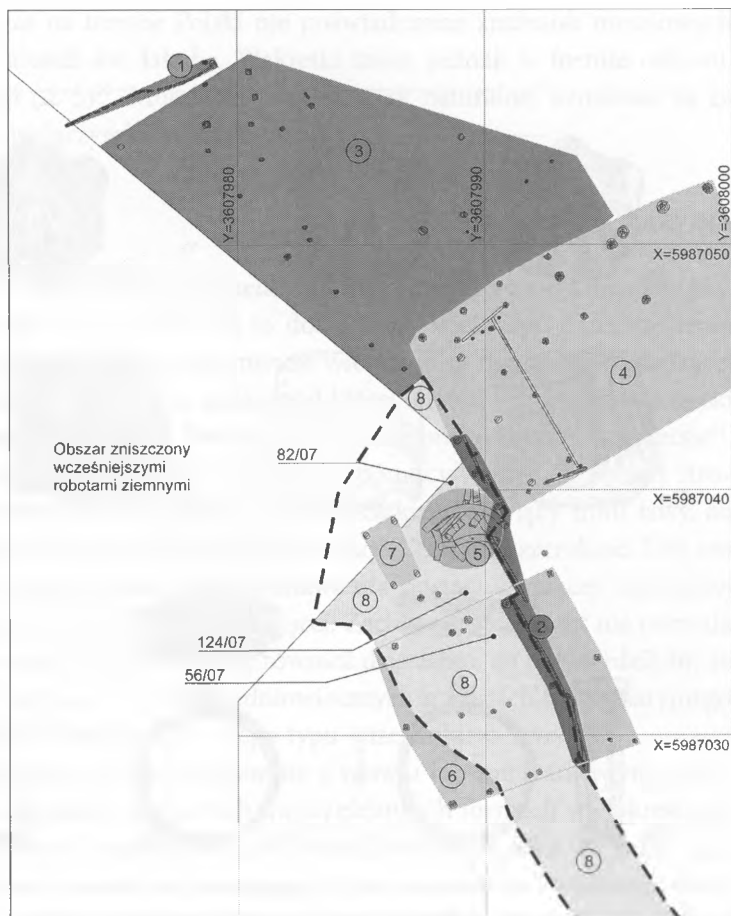 1
3
Y=3607980
Y=3607990
Y=3608000
X=5987050
4
8
Obszar zniszczony
wcześniejszymi
robotami ziemnymi
82/07
X=5987040
7
5
8
124/07
2
56/07
8
X=5987030
6
8